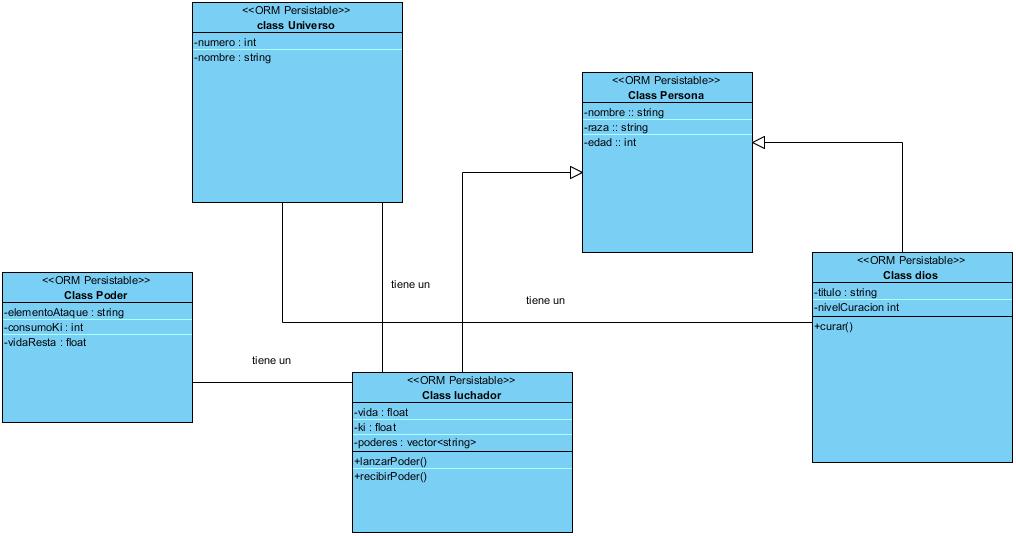 <<ORM Persistable>>
class Universo
-numero : int
-nombre : string
<<ORM Persistable>>
Class Persona
-nombre :: string
-raza :: string
-edad :: int
<<ORM Persistable>>
Class dios
-titulo : string
-nivelCuracion int
+curar()
tiene un
tiene un
<<ORM Persistable>>
Class Poder
-elementoAtaque : string
-consumoKi : int
-vidaResta : float
tiene un
<<ORM Persistable>>
Class luchador
-vida : float
-ki : float
-poderes : vector<string>
+lanzarPoder()
+recibirPoder()